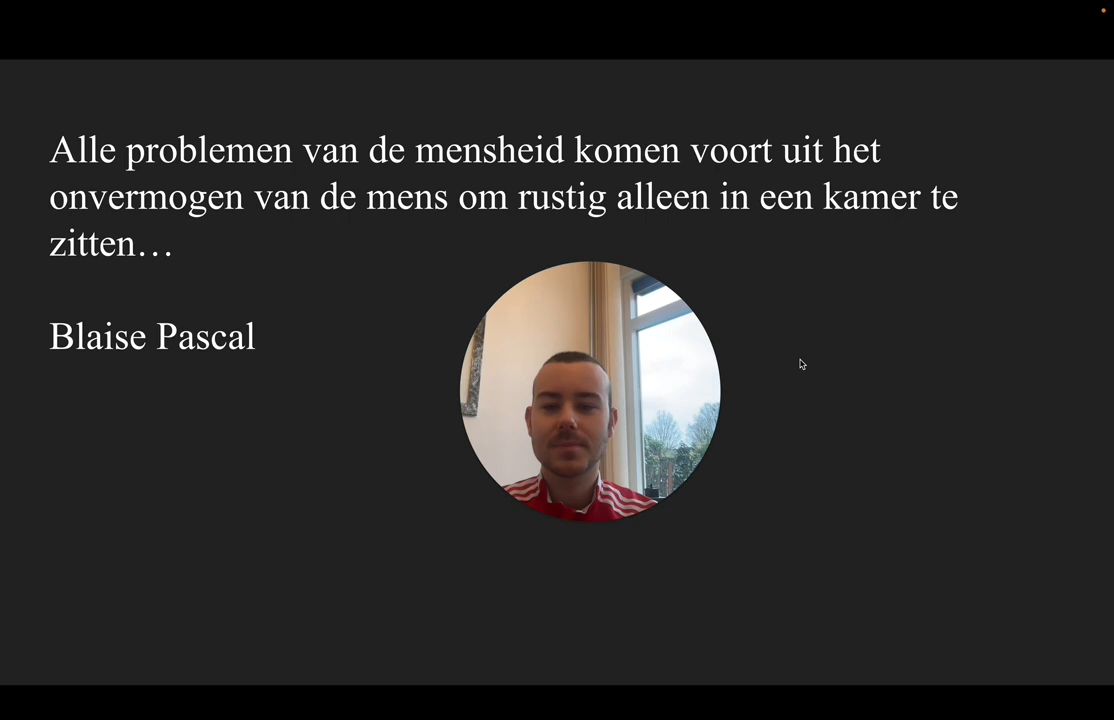 Alle problemen van de mensheid komen voort uit het
onvermogen van de mens om rustig alleen in een kamer te
zitten…
Blaise Pascal